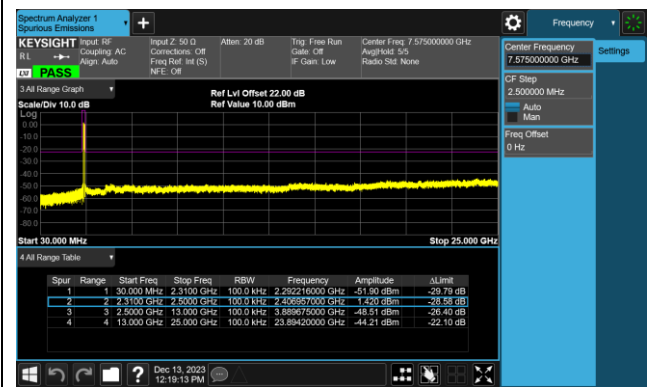 Spectrum Analyzer 1
Spurious Emissions
Frequency
KEYSIGHT
Input: RF
Coupling: AC
Align: Auto
Input Z: 50 Ω
Corrections: Off
Freq Ref: Int (S)
NFE: Off
Atten: 20 dB
Trig: Free Run
Gate: Off
IF Gain: Low
Center Freq: 7.575000000 GHz
Avg|Hold: 5/5
Radio Std: None
RL
LXI
PASS
Center Frequency
7.575000000 GHz
Settings
CF Step
2.500000 MHz
Auto
Man
Freq Offset
0 Hz
3 All Range Graph
Scale/Div 10.0 dB
Ref Lvl Offset 22.00 dB
Ref Value 10.00 dBm
Log
0.00
-10.0
-20.0
-30.0
-40.0
-50.0
-60.0
-70.0
-80.0
Start 30.000 MHz
Stop 25.000 GHz
4 All Range Table
Spur Range Start Freq Stop Freq RBW Frequency Amplitude ΔLimit
1 1 30.000 MHz 2.3100 GHz 100.0 kHz 2.292216000 GHz -51.90 dBm -29.79 dB
2 2 2.3100 GHz 2.5000 GHz 100.0 kHz 2.406957000 GHz 1.420 dBm -28.58 dB
3 3 2.5000 GHz 13.000 GHz 100.0 kHz 3.889675000 GHz -48.51 dBm -26.40 dB
4 4 13.000 GHz 25.000 GHz 100.0 kHz 23.89420000 GHz -44.21 dBm -22.10 dB
Dec 13, 2023
12:19:13 PM